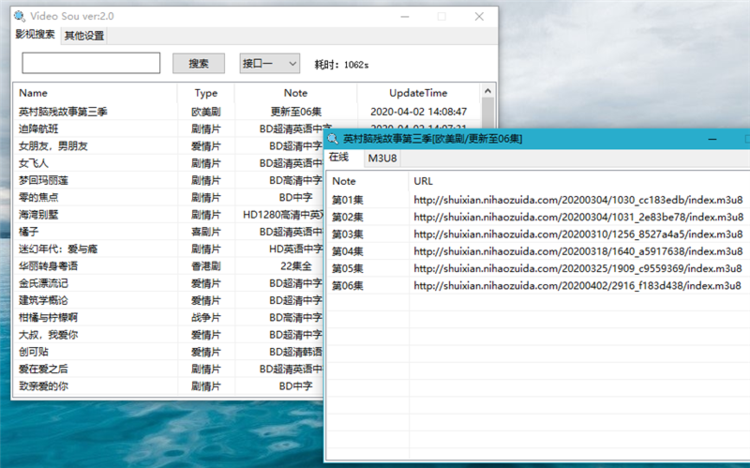 Video Sou ver:2.0
影视搜索 其他设置
搜索 接口一 耗时: 1062s
Name Type Note UpdateTime
英村脑残故事第三季 欧美剧 更新至06集 2020-04-02 14:08:47
迫降航班 剧情片 BD超清英语中字
女朋友，男朋友 爱情片 BD超清中字
女飞人 剧情片 BD超清英语中
梦回玛丽莲 剧情片 BD高清中字
零的焦点 剧情片 BD中字
海湾别墅 剧情片 HD1280高清中英双
橘子 喜剧片 BD超清英语中
迷幻年代：爱与瘾 剧情片 HD英语中字
华丽转身粤语 香港剧 22集全
金氏漂流记 爱情片 BD超清中字
建筑学概论 爱情片 BD超清中字
柑橘与柠檬啊 战争片 BD高清中字
大叔，我爱你 爱情片 BD超清中字
创可贴 爱情片 BD超清韩语
爱在爱之后 剧情片 BD超清英语中
致亲爱的你 剧情片 BD中字
英村脑残故事第三季[欧美剧/更新至06集]
在线 M3U8
Note URL
第01集 http://shuixian.nihaozuida.com/20200304/1030_cc183edb/index.m3u8
第02集 http://shuixian.nihaozuida.com/20200304/1031_2e83be78/index.m3u8
第03集 http://shuixian.nihaozuida.com/20200310/1256_8527a4a5/index.m3u8
第04集 http://shuixian.nihaozuida.com/20200318/1640_a5917638/index.m3u8
第05集 http://shuixian.nihaozuida.com/20200325/1909_c9559369/index.m3u8
第06集 http://shuixian.nihaozuida.com/20200402/2916_f183d438/index.m3u8